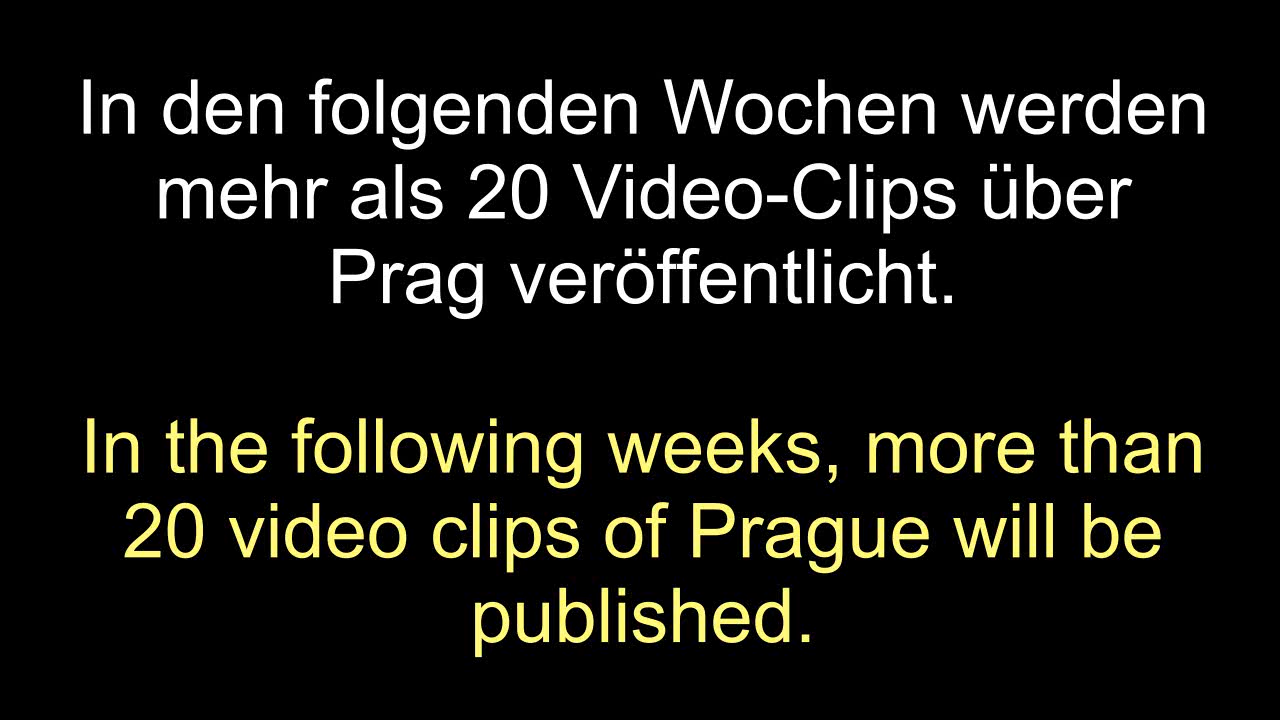 In den folgenden Wochen werden
mehr als 20 Video-Clips über
Prag veröffentlicht.
In the following weeks, more than
20 video clips of Prague will be
published.